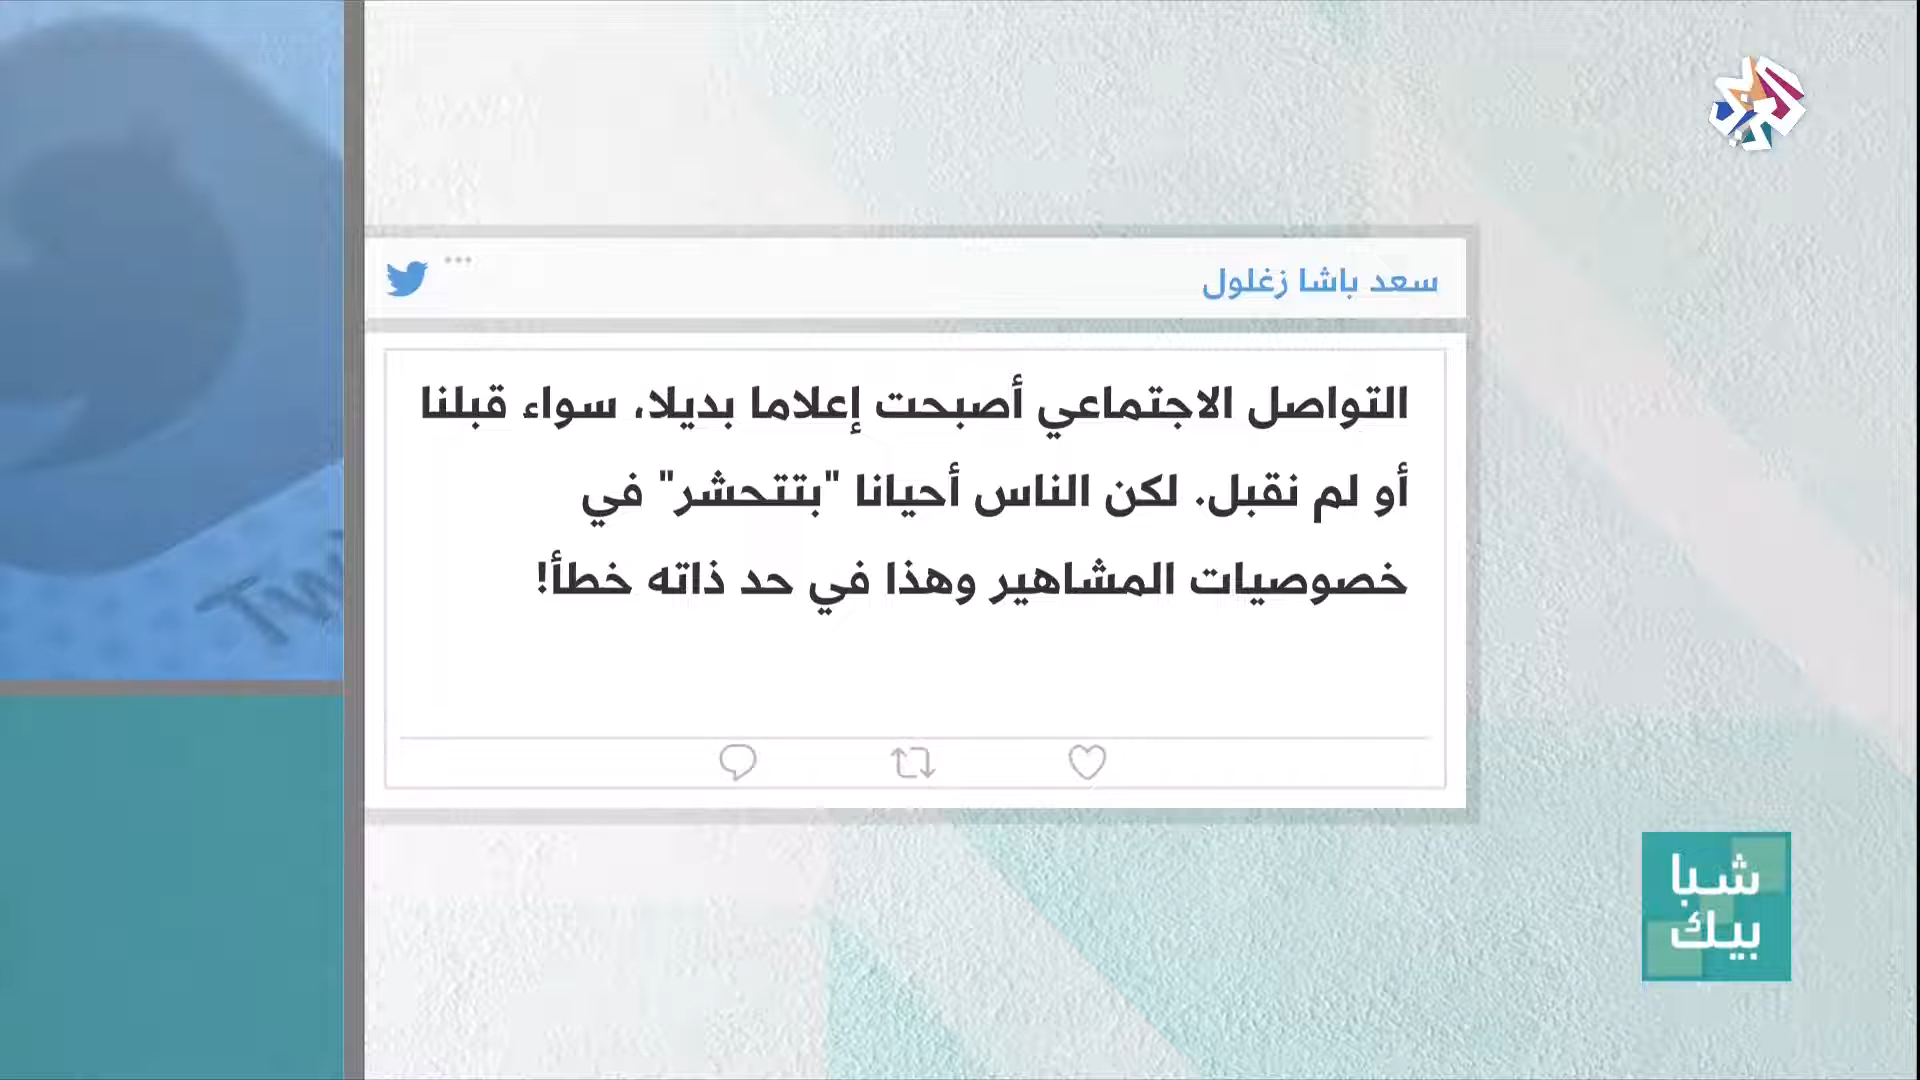 سعد باشا زغلول
التواصل الاجتماعي أصبحت إعلاما بديلا، سواء قبلنا
أو لم نقبل. لكن الناس أحيانا "بتتحشر" في
خصوصيات المشاهير وهذا في حد ذاته خطأ!
شبا
بيك